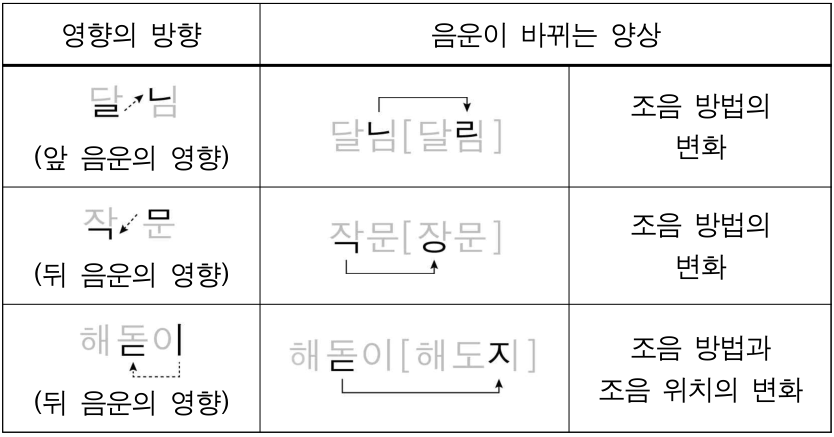 영향의 방향
음운이 바뀌는 양상
달 님
(앞 음운의 영향)
달님[달림]
조음 방법의
변화
작 문
(뒤 음운의 영향)
작문[장문]
조음 방법의
변화
해돋이
(뒤 음운의 영향)
해돋이[해도지]
조음 방법과
조음 위치의 변화